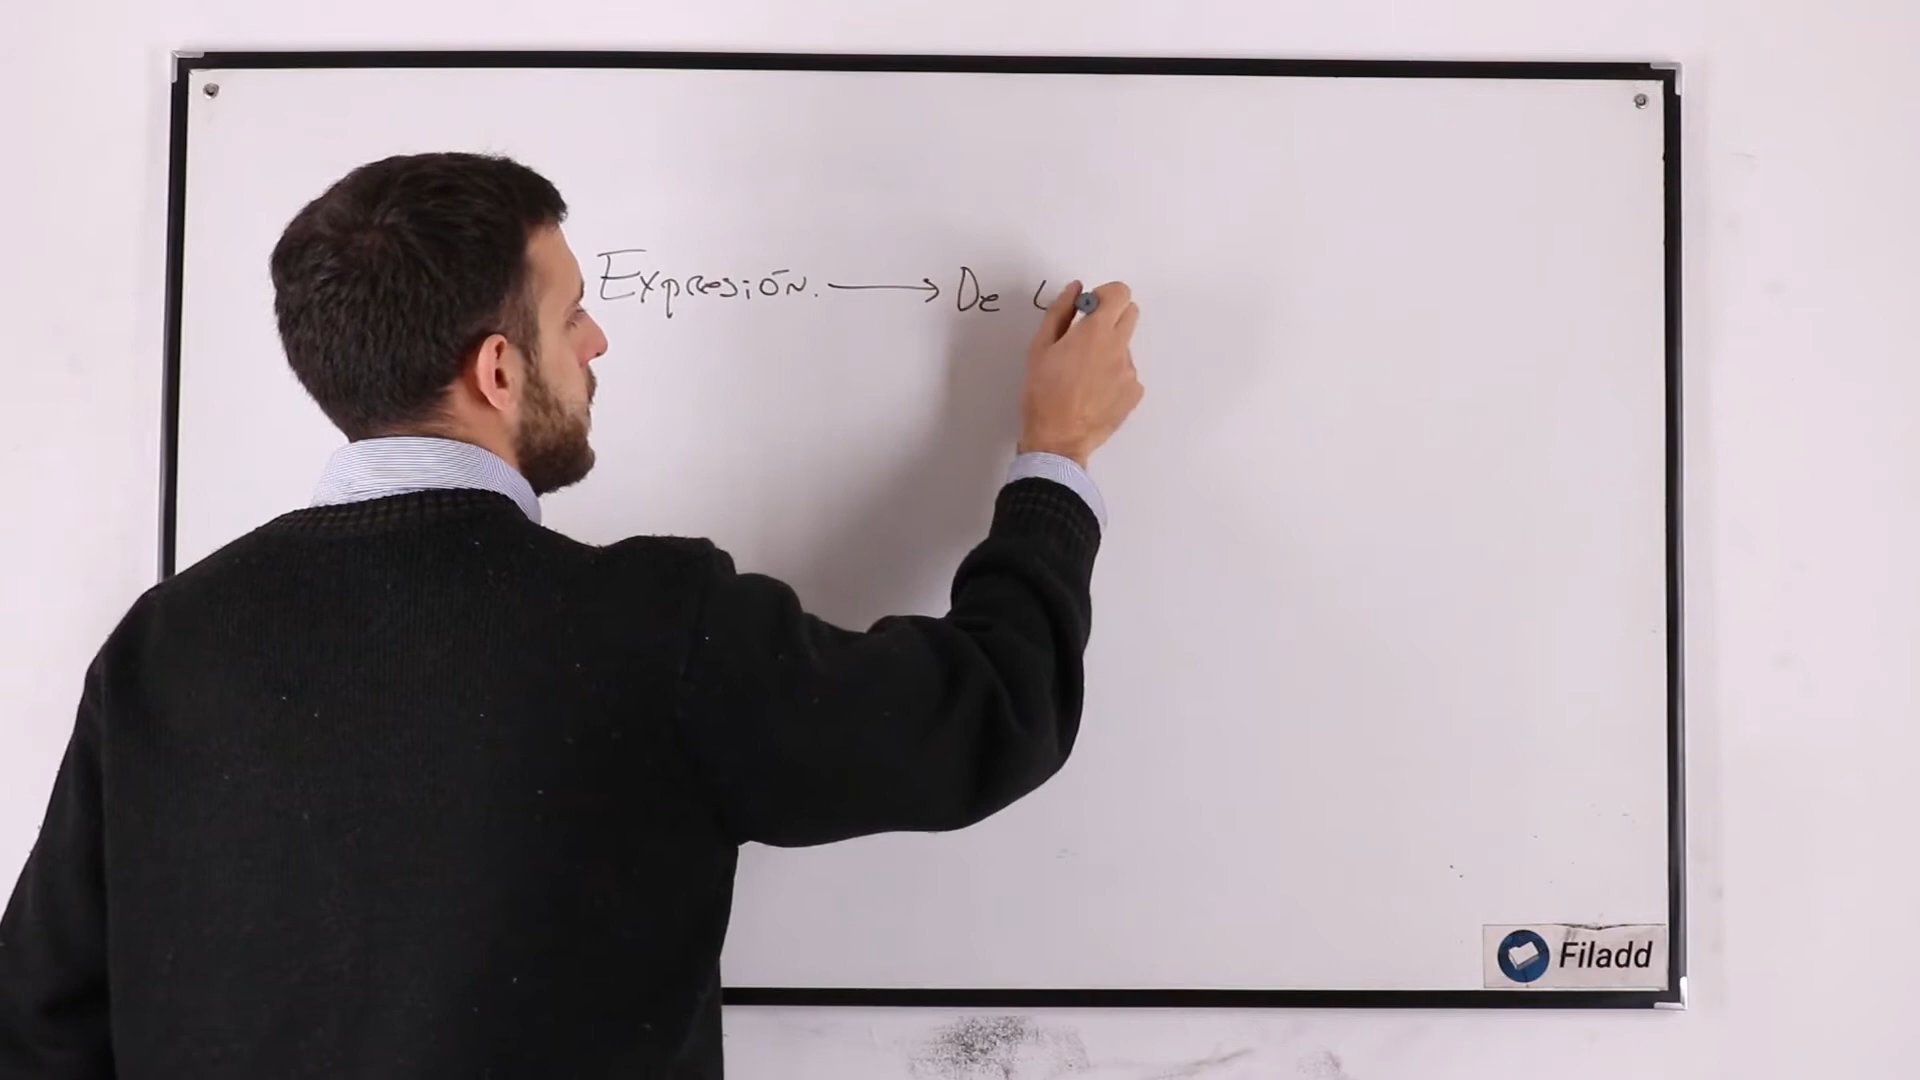 Expresión. → De
Filadd